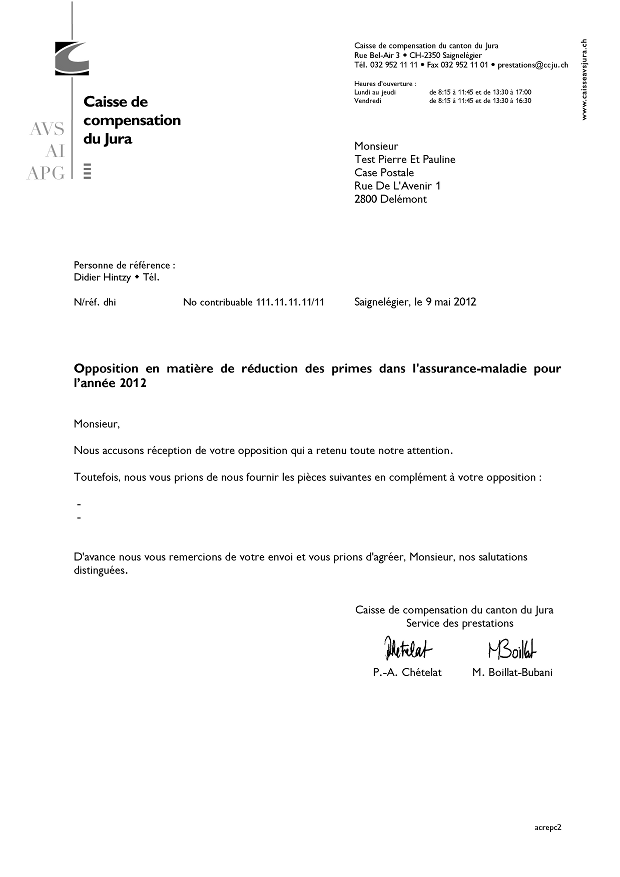 Caisse de compensation du canton du Jura
Rue Bel-Air 3 • CH-2350 Saignelégier
Tél. 032 952 11 11 • Fax 032 952 11 01 • prestations@ccju.ch
Heures d'ouverture :
Lundi au jeudi de 8:15 à 11:45 et de 13:30 à 17:00
Vendredi de 8:15 à 11:45 et de 13:30 à 16:30
www.caisseavsjura.ch
Caisse de
compensation
du Jura
AVS
AI
APG
Monsieur
Test Pierre Et Pauline
Case Postale
Rue De L'Avenir 1
2800 Delémont
Personne de référence :
Didier Hintzy • Tél.
N/réf. dhi No contribuable 111.11.11.11/11 Saignelégier, le 9 mai 2012
Opposition en matière de réduction des primes dans l'assurance-maladie pour
l'année 2012
Monsieur,
Nous accusons réception de votre opposition qui a retenu toute notre attention.
Toutefois, nous vous prions de nous fournir les pièces suivantes en complément à votre opposition :
-
-
D'avance nous vous remercions de votre envoi et vous prions d'agréer, Monsieur, nos salutations
distinguées.
Caisse de compensation du canton du Jura
Service des prestations
MBoillat
P.-A. Chételat M. Boillat-Bubani
acrepc2